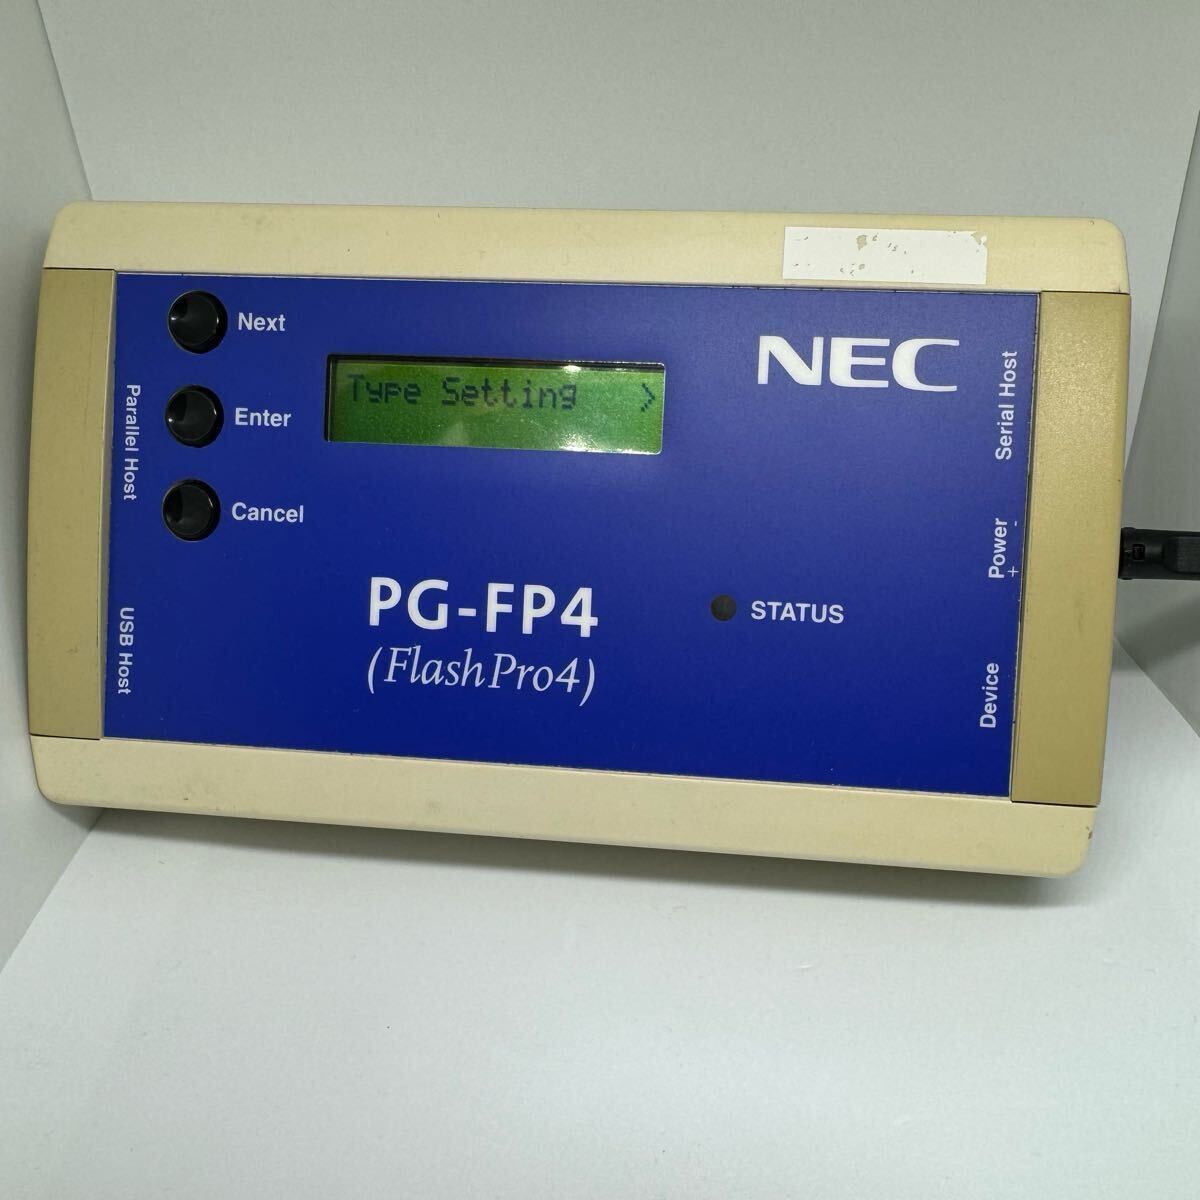 Next
Enter
Cancel
Type Setting >
NEC
Parallel Host
USB Host
PG-FP4
(FlashPro4)
STATUS
Serial Host
Power
- +
Device